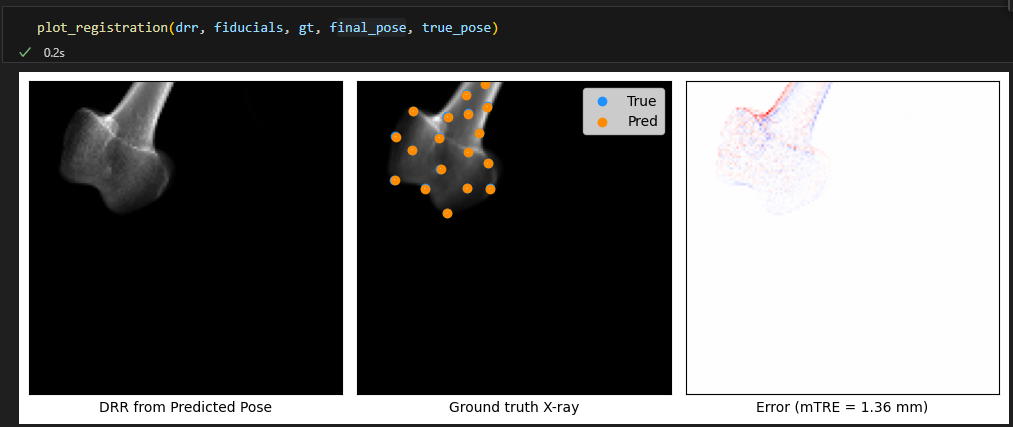 plot_registration(drr, fiducials, gt, final_pose, true_pose)
0.2s
True
Pred
DRR from Predicted Pose
Ground truth X-ray
Error (mTRE = 1.36 mm)